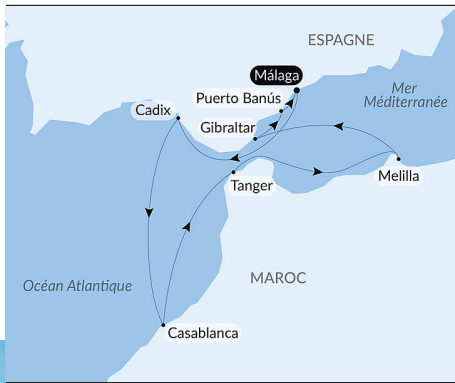 ESPAGNE
Málaga
Mer
Méditerranée
Puerto Banús
Cadix
Gibraltar
Melilla
Tanger
MAROC
Océan Atlantique
Casablanca